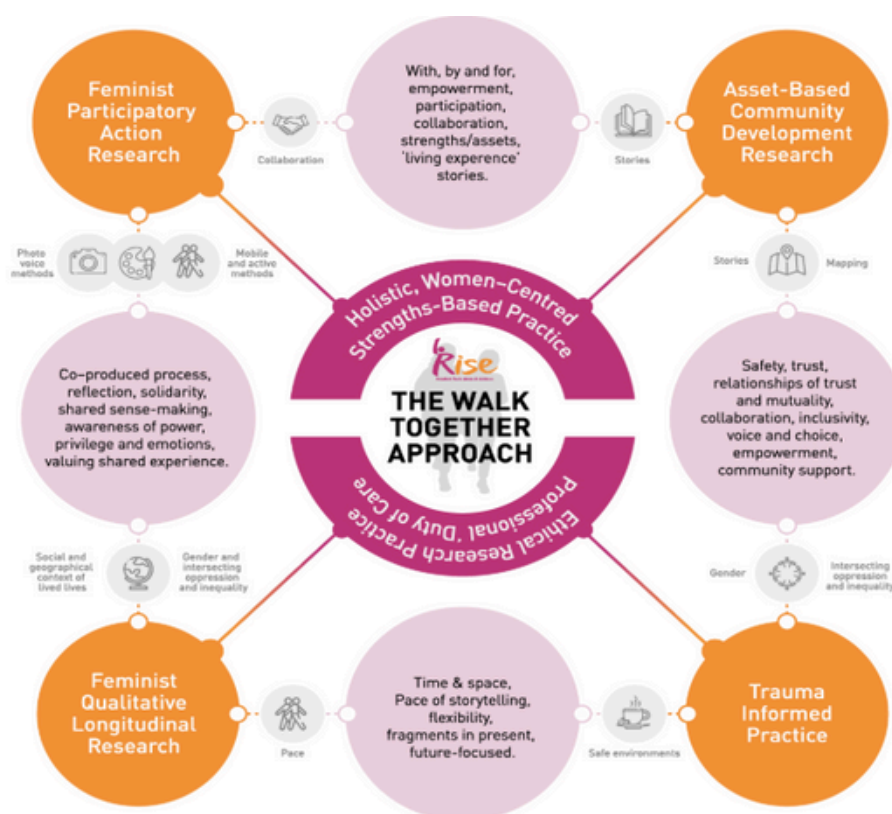 Feminist
Participatory
Action
Research
Collaboration
With, by and for,
empowerment,
participation,
collaboration,
strengths/assets,
'living experence'
stories.
Stories
Asset-Based
Community
Development
Research
Photo
voice
methods
Mobile
and active
methods
Stories
Mapping
Holistic, Women-Centred
Strengths-Based Practice
Co-produced process,
reflection, solidarity,
shared sense-making,
awareness of power,
privilege and emotions,
valuing shared experience.
Rise
THE WALK
TOGETHER
APPROACH
Safety, trust,
relationships of trust
and mutuality,
collaboration, inclusivity,
voice and choice,
empowerment,
community support.
Ethical Research Practice
Professional 'Duty of Care
Social and
geographical
context of
lived lives
Gender and
intersecting
oppression
and inequality
Gender
Intersecting
oppression
and inequality
Feminist
Qualitative
Longitudinal
Research
Pace
Time & space,
Pace of storytelling,
flexibility,
fragments in present,
future-focused.
Safe environments
Trauma
Informed
Practice